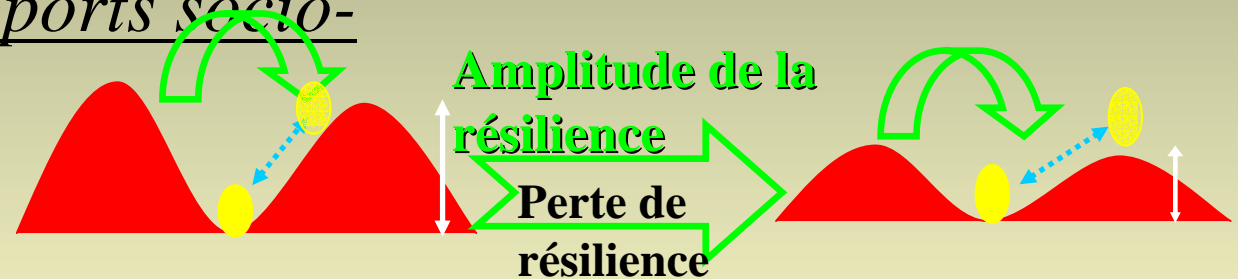 ports socio-
Amplitude de la
résilience
Perte de
résilience